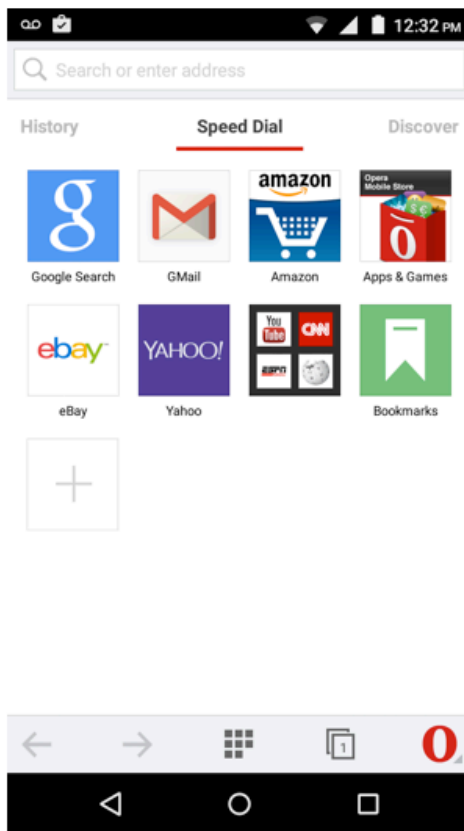 12:32 PM
Search or enter address
History Speed Dial Discover
g amazon Opera
Mobile Store
Google Search GMail Amazon Apps & Games
ebay YAHOO! You
Tube CNN
ESPN
eBay Yahoo Bookmarks
1